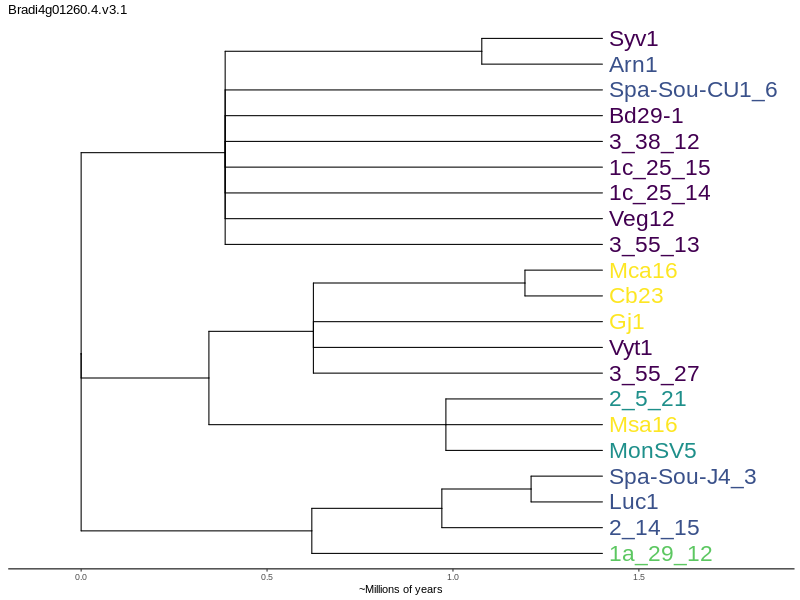 Bradi4g01260.4.v3.1
Syv1
Arn1
Spa-Sou-CU1_6
Bd29-1
3_38_12
1c_25_15
1c_25_14
Veg12
3_55_13
Mca16
Cb23
Gj1
Vyt1
3_55_27
2_5_21
Msa16
MonSV5
Spa-Sou-J4_3
Luc1
2_14_15
1a_29_12
0.0 0.5 1.0 1.5
~Millions of years